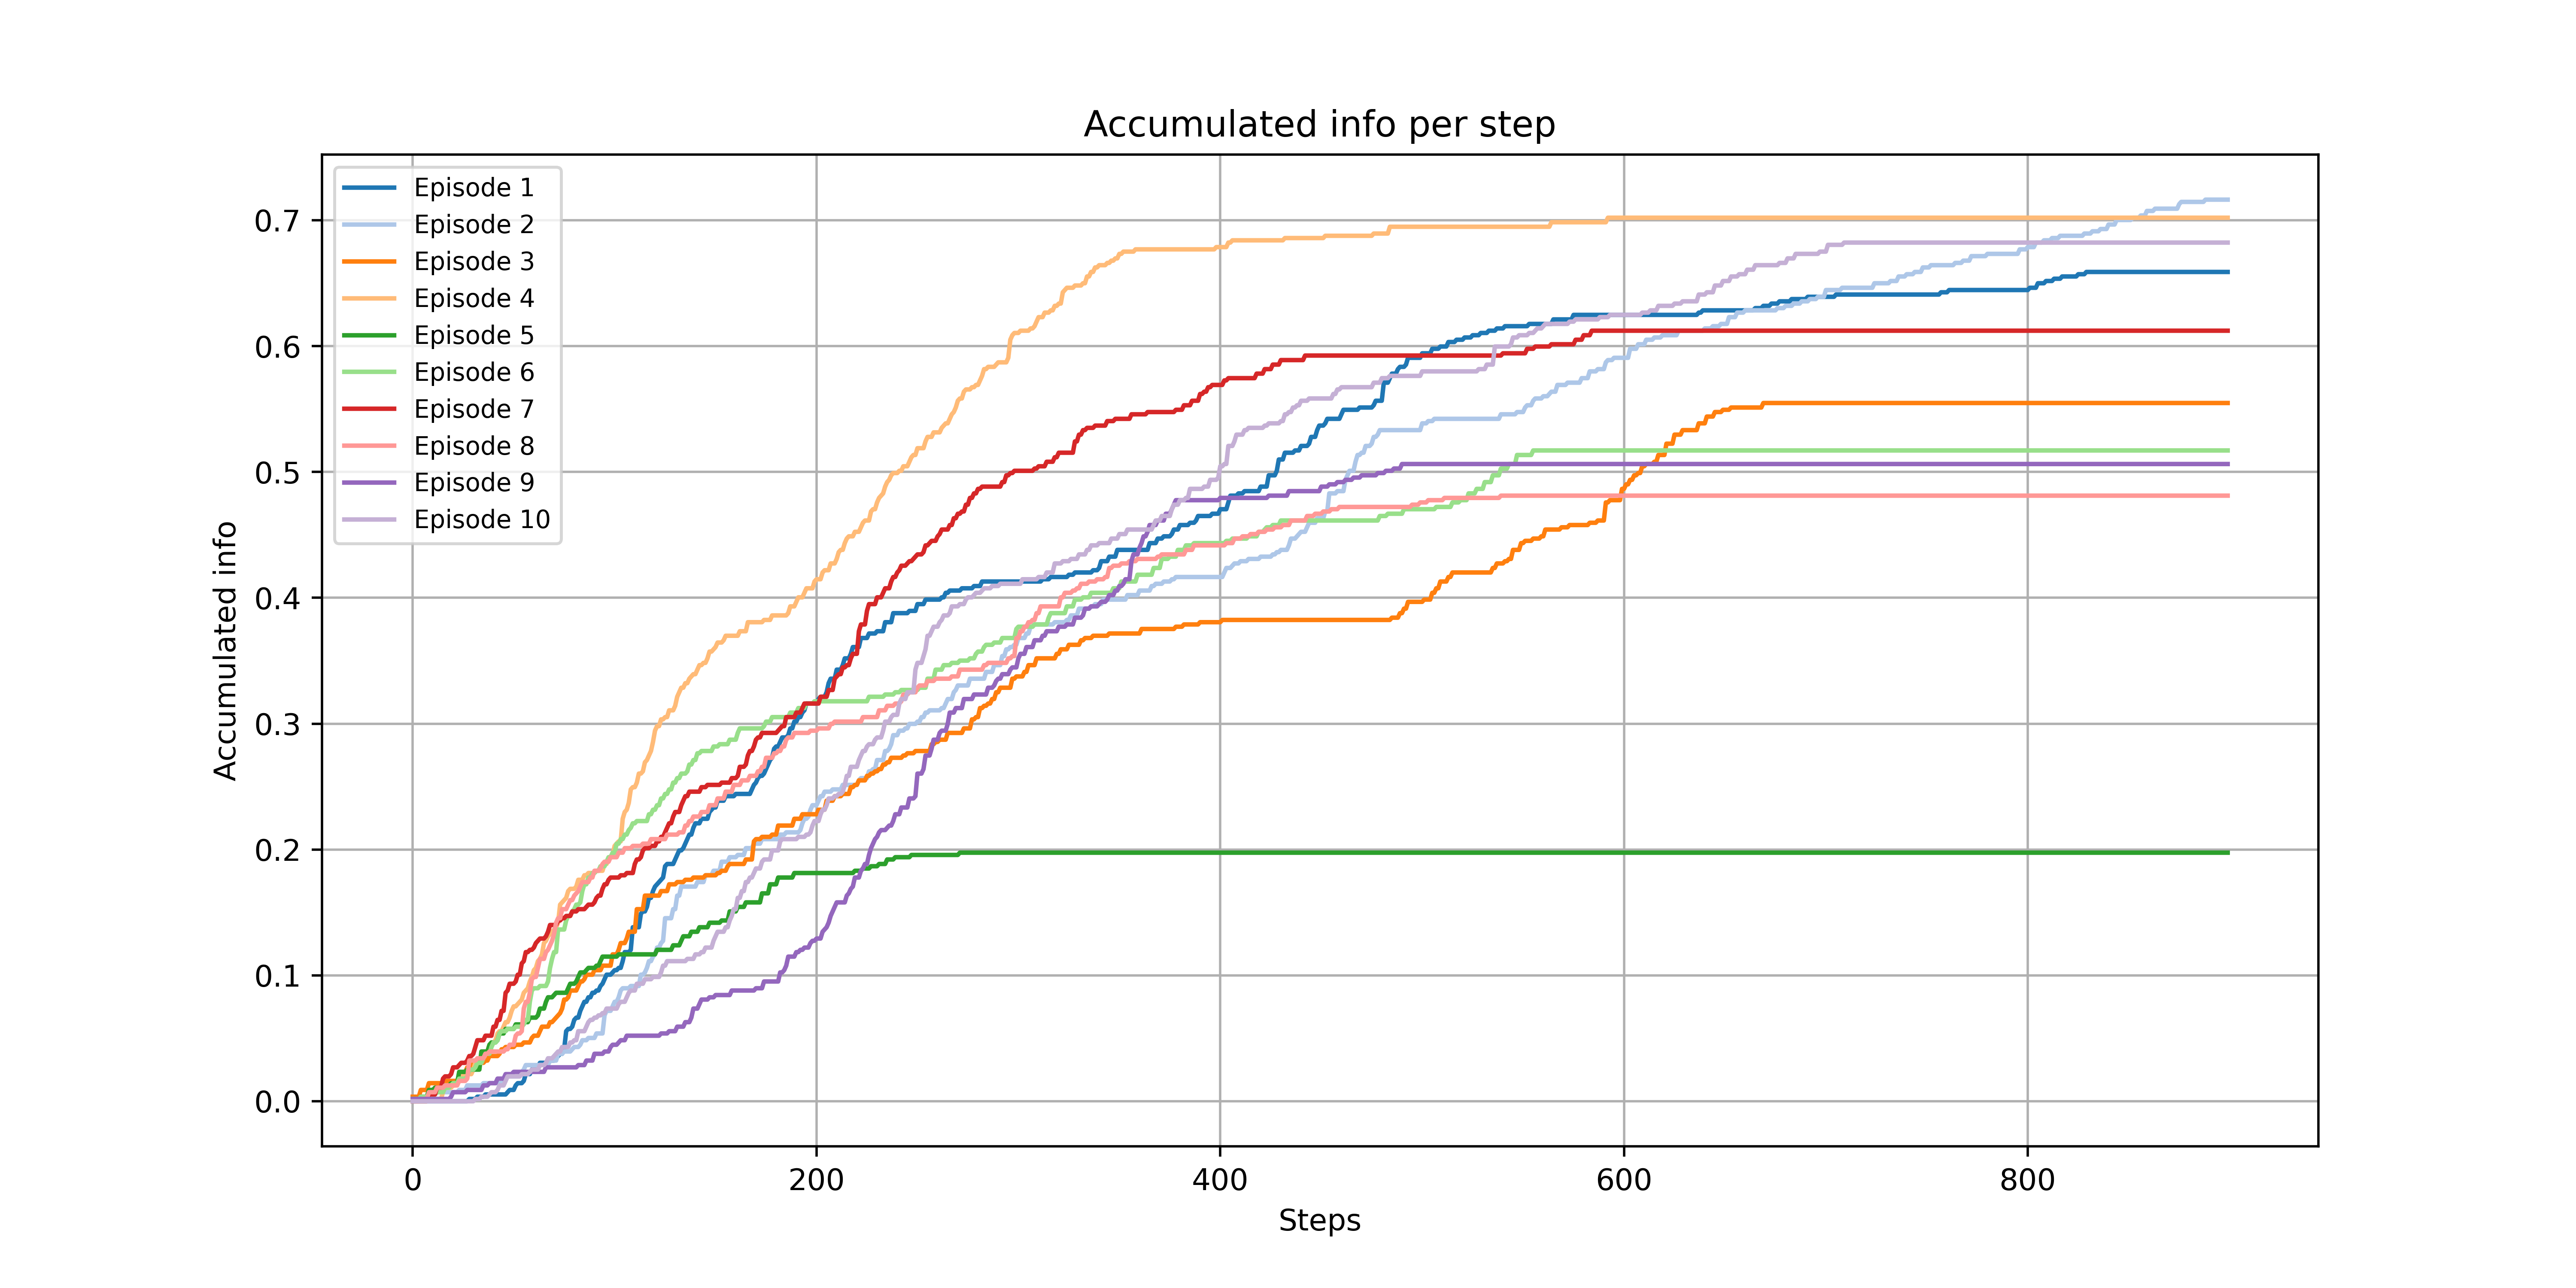 Accumulated info per step
Episode 1
Episode 2
Episode 3
Episode 4
Episode 5
Episode 6
Episode 7
Episode 8
Episode 9
Episode 10
Accumulated info
0.7
0.6
0.5
0.4
0.3
0.2
0.1
0.0
0 200 400 600 800
Steps